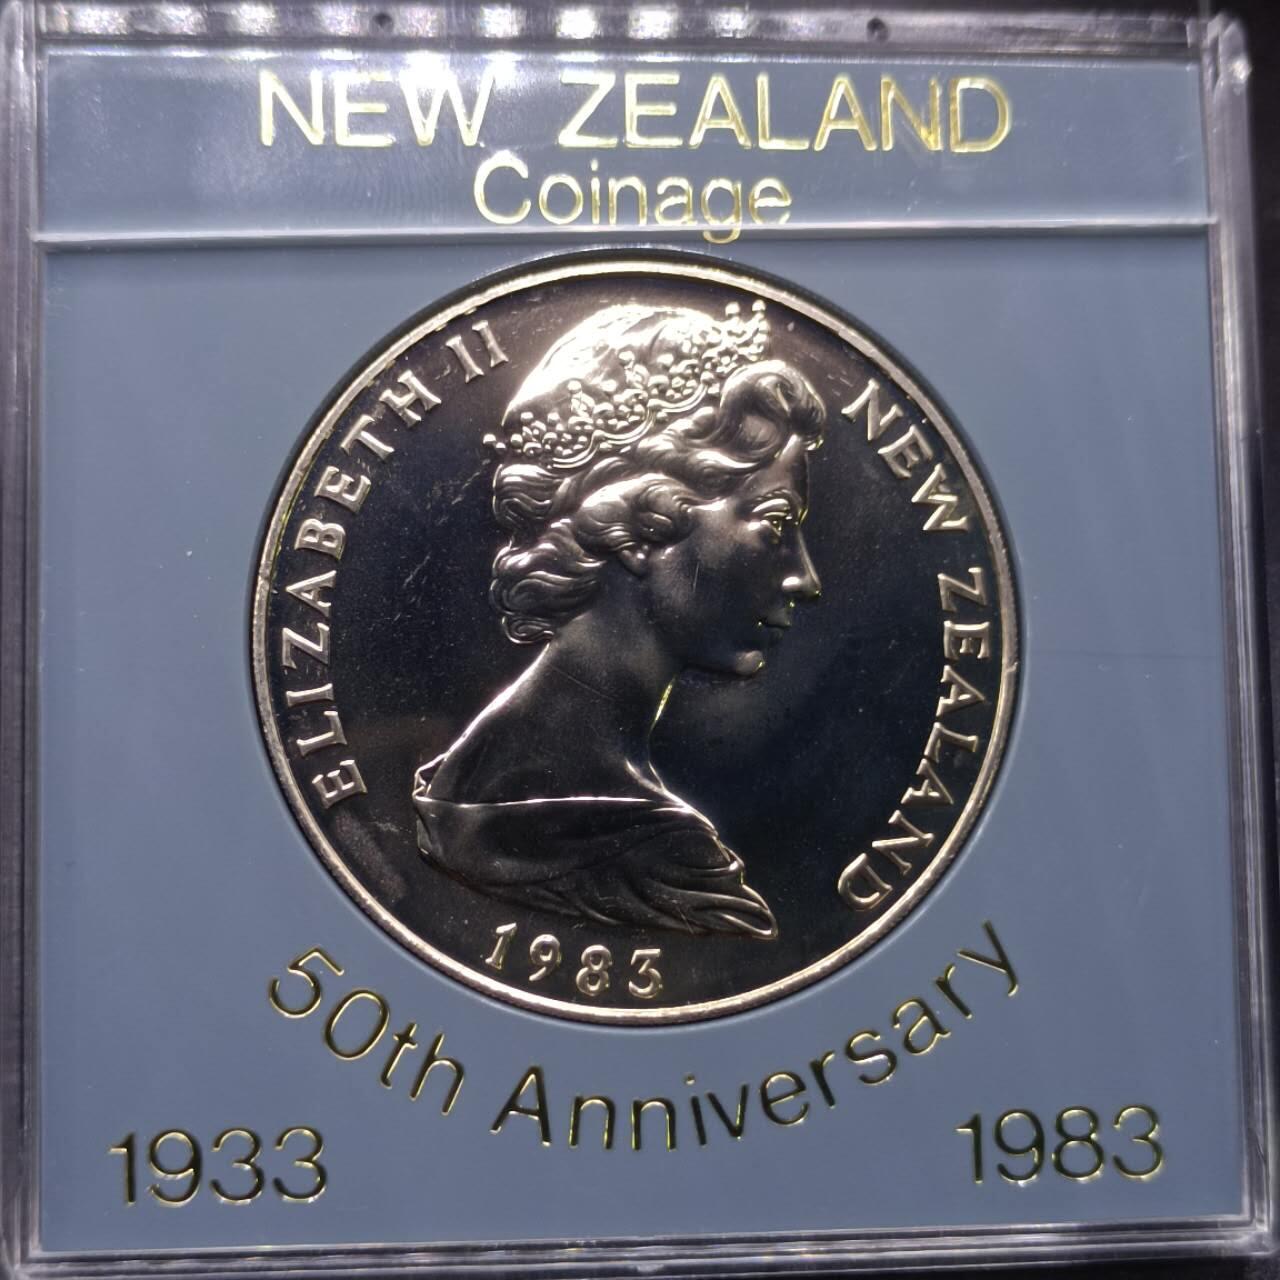 NEW ZEALAND
Coinage
ELIZABETH II
NEW ZEALAND
1983
50th Anniversary
1933
1983